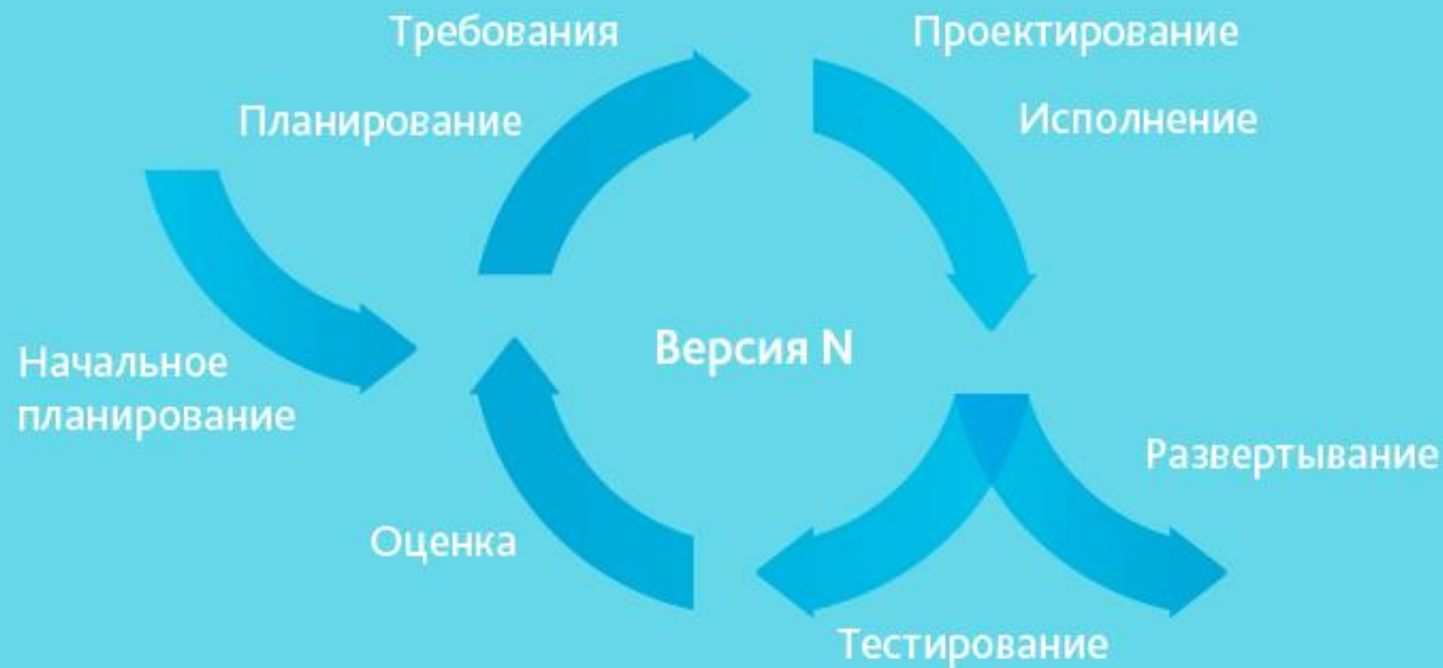 Требования
Проектирование
Планирование
Исполнение
Версия N
Начальное
планирование
Развертывание
Оценка
Тестирование